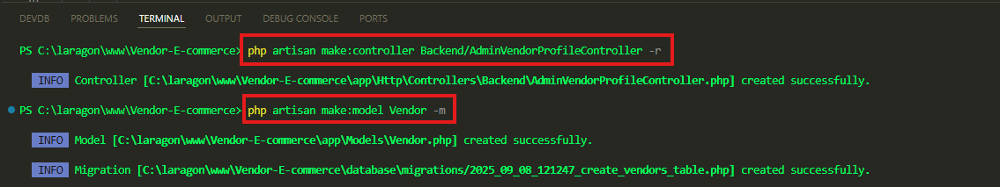 DEVDB PROBLEMS TERMINAL OUTPUT DEBUG CONSOLE PORTS
PS C:\laragon\www\Vendor-E-commerce> php artisan make:controller Backend/AdminVendorProfileController -r
INFO Controller [C:\laragon\www\Vendor-E-commerce\app\Http\Controllers\Backend\AdminVendorProfileController.php] created successfully.
PS C:\laragon\www\Vendor-E-commerce> php artisan make:model Vendor -m
INFO Model [C:\laragon\www\Vendor-E-commerce\app\Models\Vendor.php] created successfully.
INFO Migration [C:\laragon\www\Vendor-E-commerce\database\migrations/2025_09_08_121247_create_vendors_table.php] created successfully.